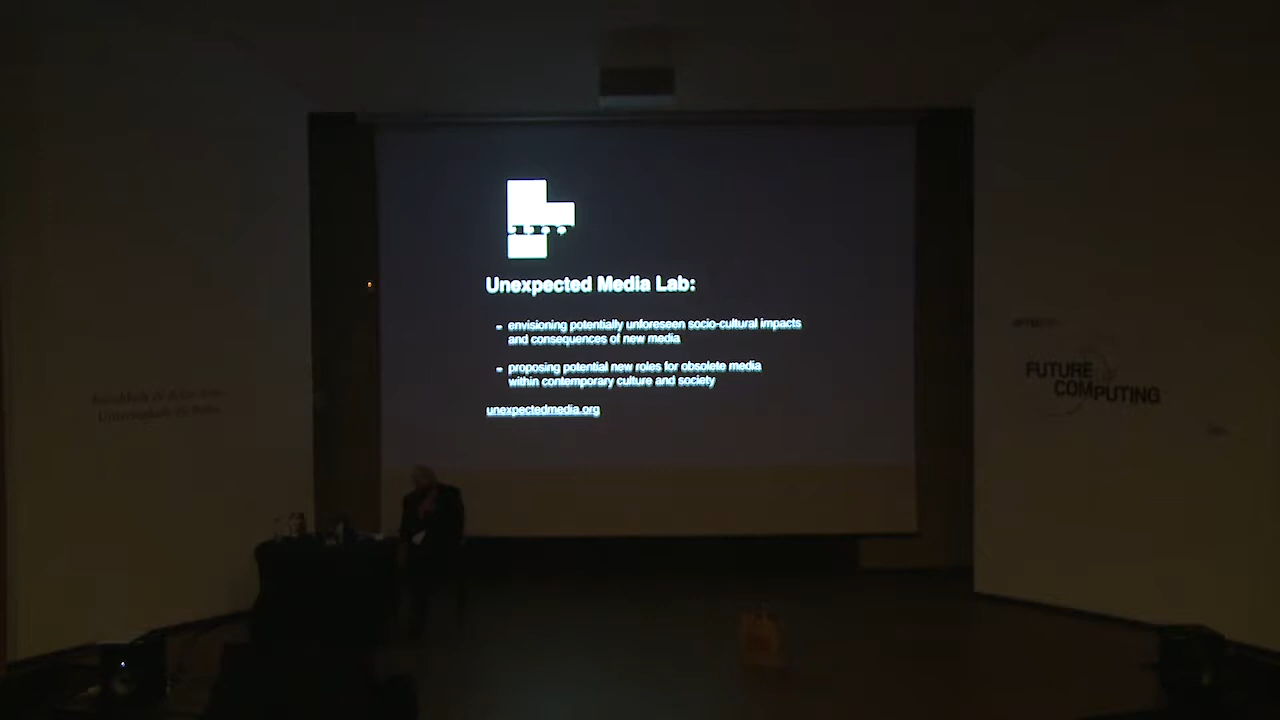 Unexpected Media Lab:
- envisioning potentially unforeseen socio-cultural impacts
and consequences of new media
- proposing potential new roles for obsolete media
within contemporary culture and society
unexpectedmedia.org
FUTURE
COMPUTING